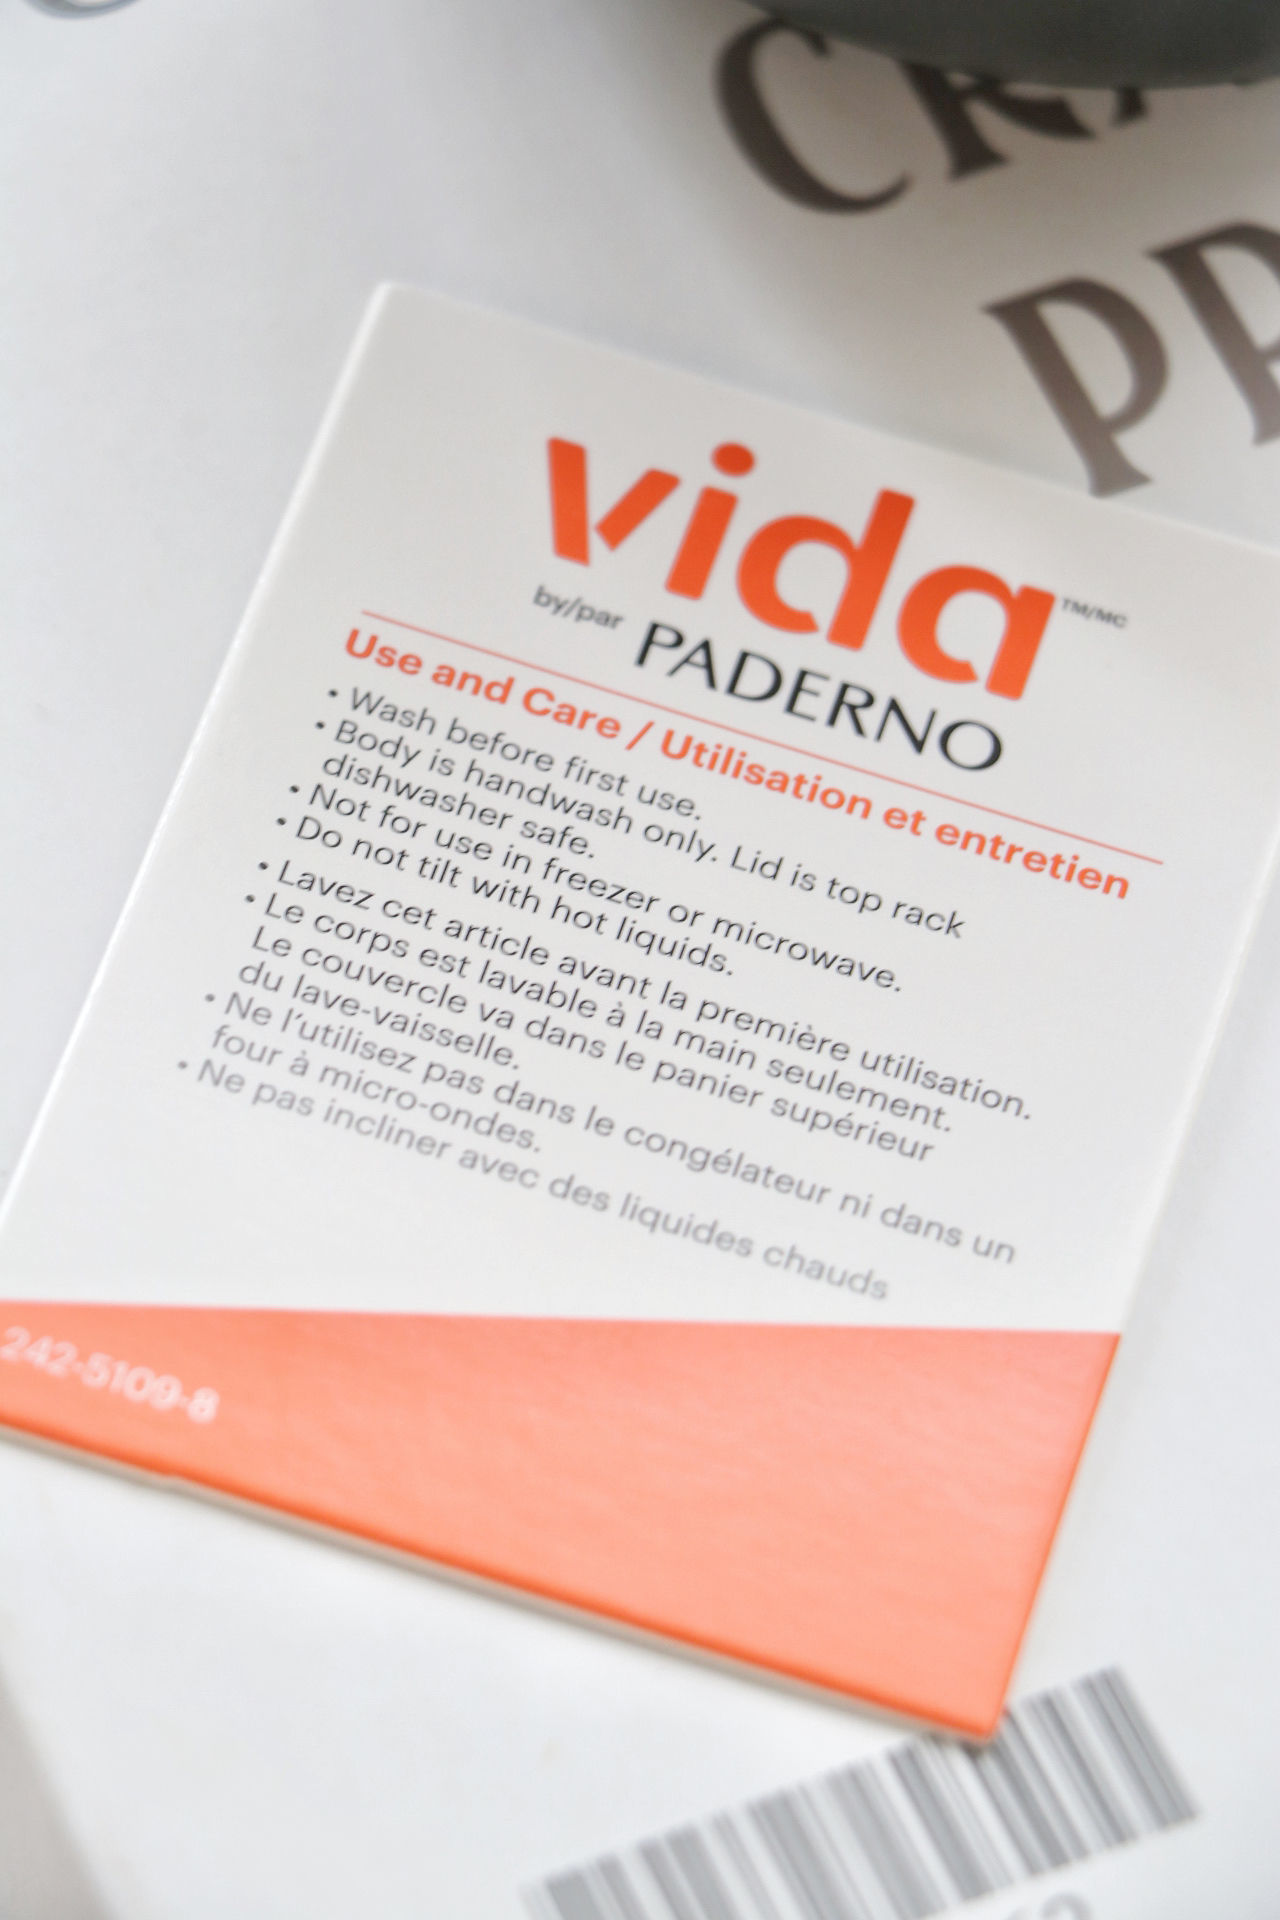 vida™/MC
by/par PADERNO
Use and Care / Utilisation et entretien
• Wash before first use.
• Body is handwash only. Lid is top rack
dishwasher safe.
• Not for use in freezer or microwave.
• Do not tilt with hot liquids.
• Lavez cet article avant la première utilisation.
• Le corps est lavable à la main seulement.
Le couvercle va dans le panier supérieur
du lave-vaisselle.
• Ne l'utilisez pas dans le congélateur ni dans un
four à micro-ondes.
• Ne pas incliner avec des liquides chauds
242-5109-8